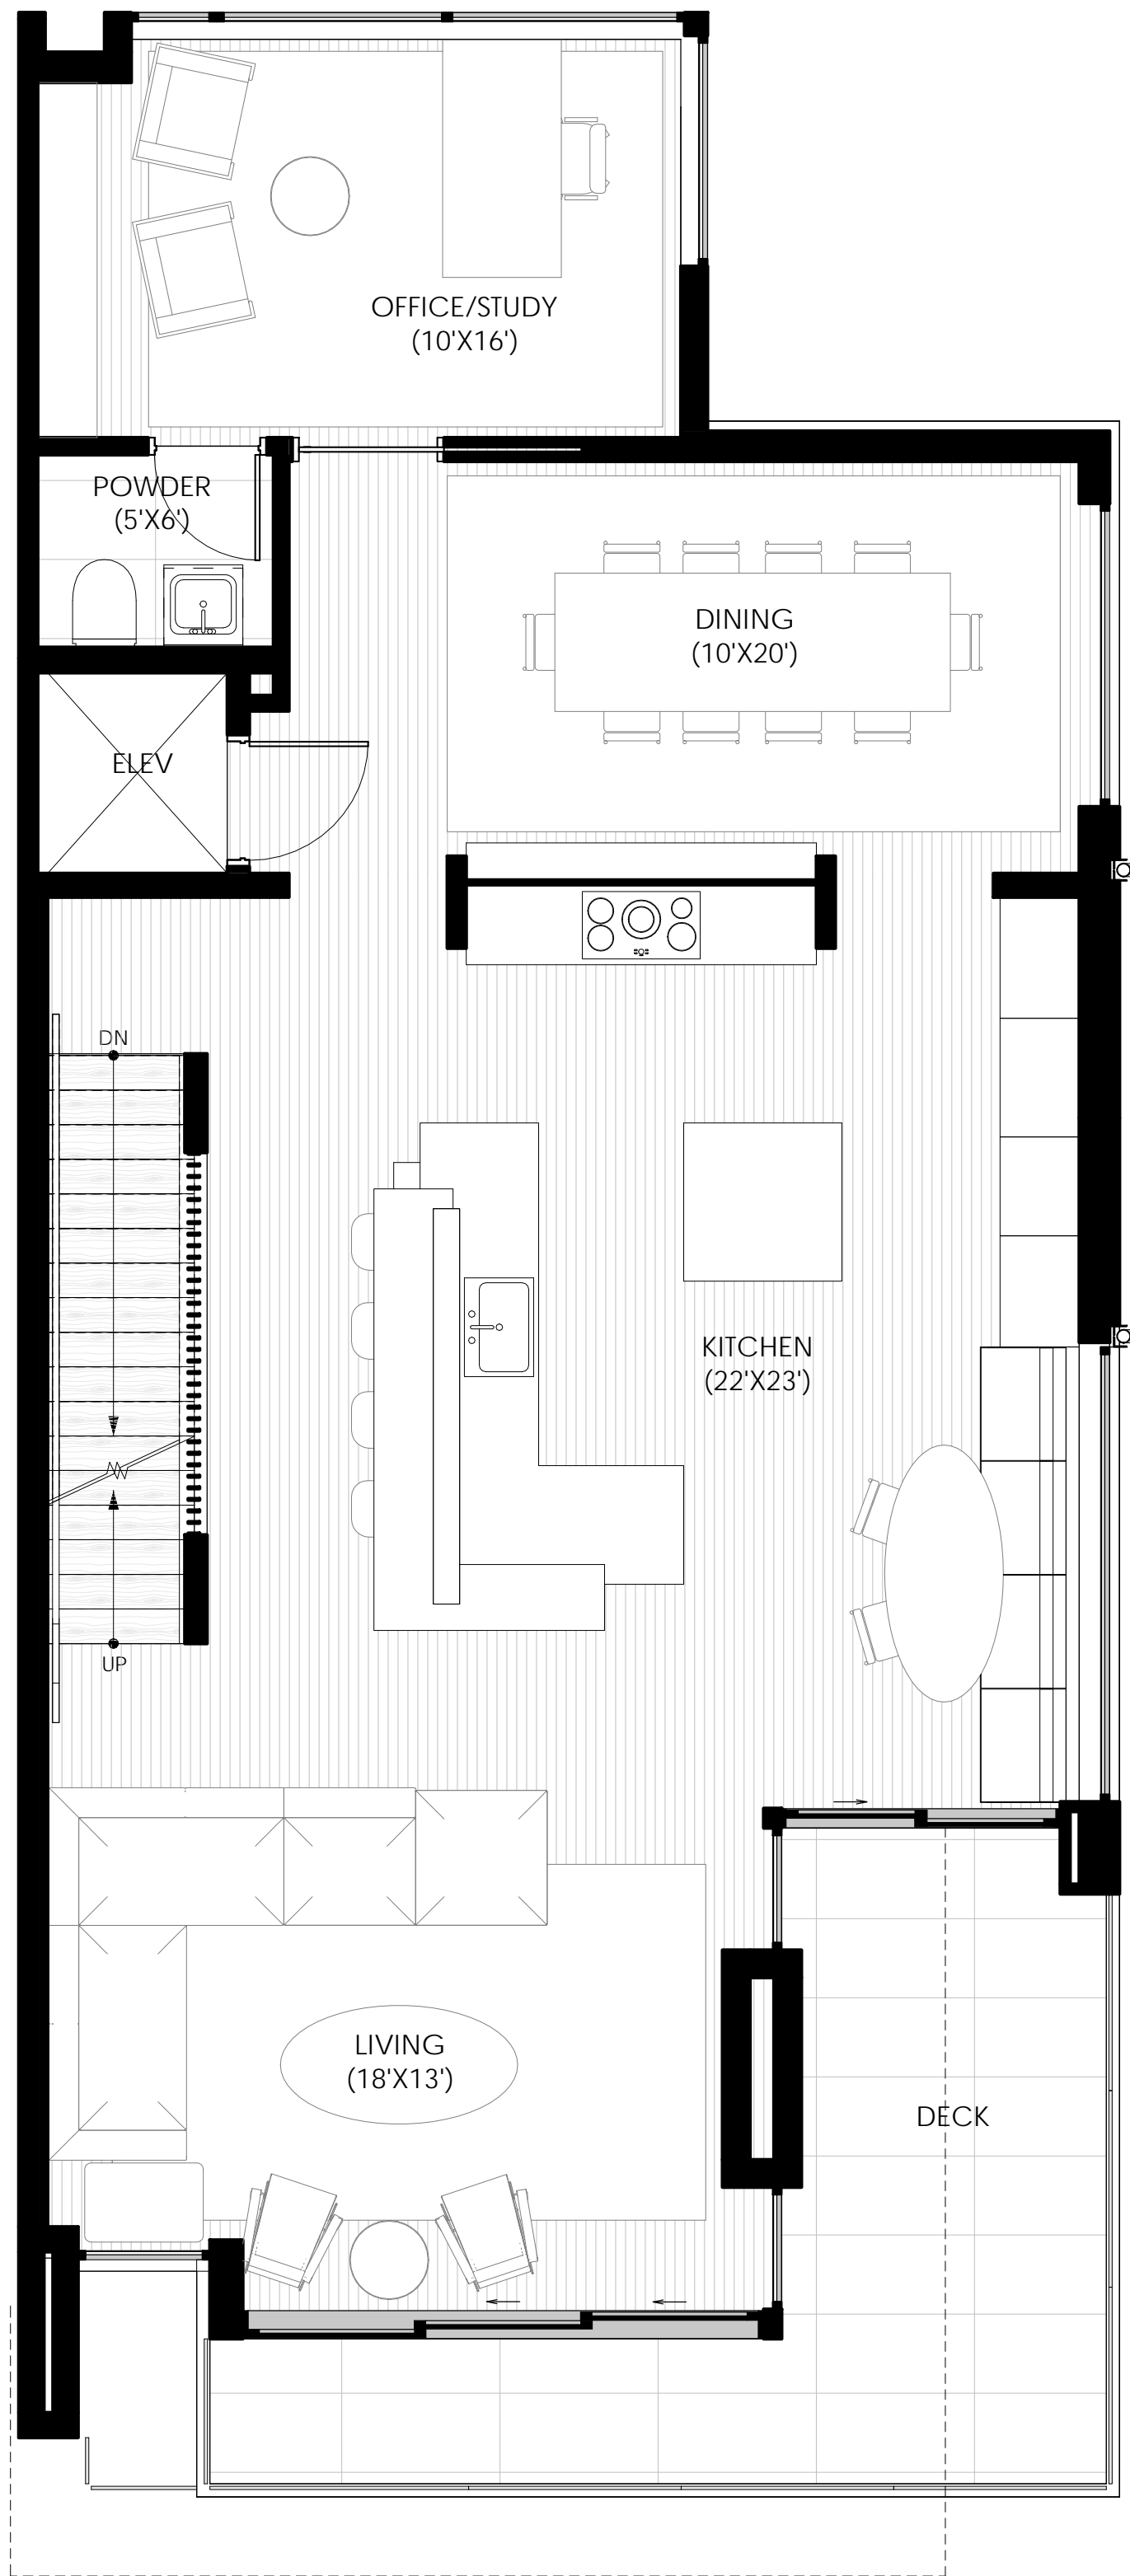 OFFICE/STUDY
(10'X16')
POWDER
(5'X6')
DINING
(10'X20')
ELEV
DN
KITCHEN
(22'X23')
UP
LIVING
(18'X13')
DECK